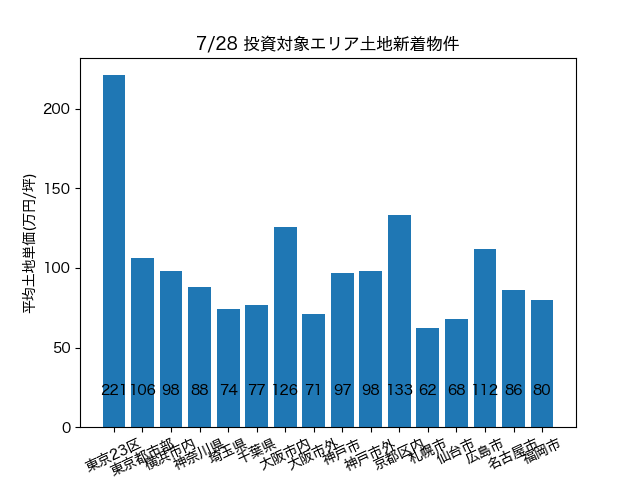 7/28 投資対象エリア土地新着物件
平均土地単価(万円/坪)
200
150
100
50
0
221 106 98 88 74 77 126 71 97 98 133 62 68 112 86 80
東京23区
東京都市部
横浜市内
神奈川県
埼玉県
千葉県
大阪市内
大阪市外
神戸市
神戸市外
京都区内
札幌市
仙台市
広島市
名古屋市
福岡市